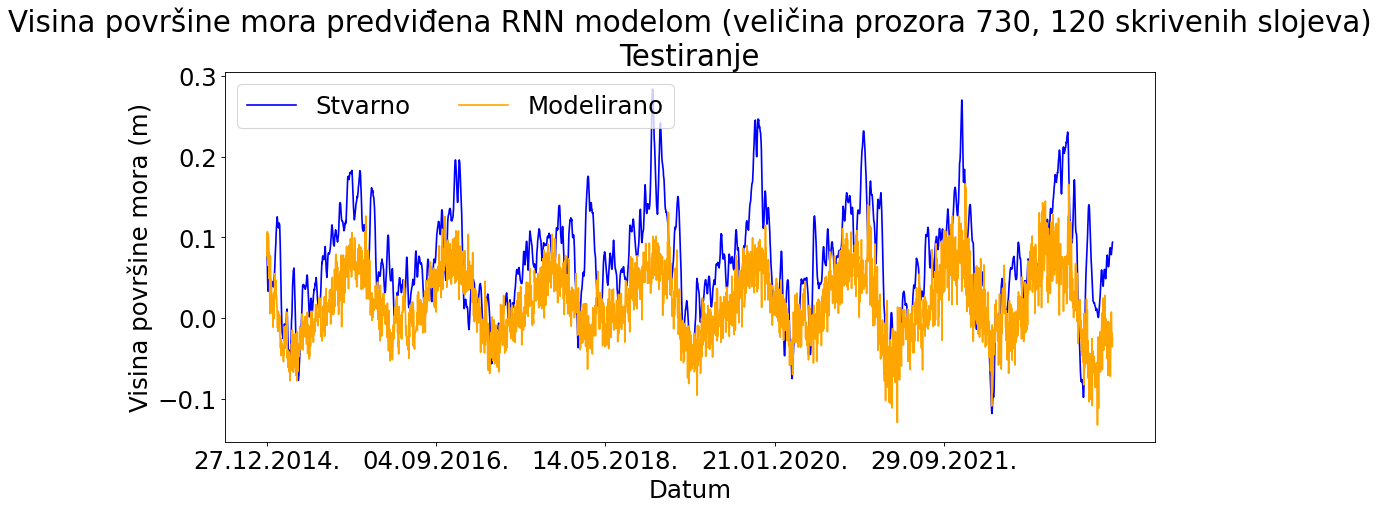 Visina površine mora predviđena RNN modelom (veličina prozora 730, 120 skrivenih slojeva)
Testiranje
Stvarno
Modelirano
Visina površine mora (m)
0.3
0.2
0.1
0.0
−0.1
27.12.2014.
04.09.2016.
14.05.2018.
21.01.2020.
29.09.2021.
Datum